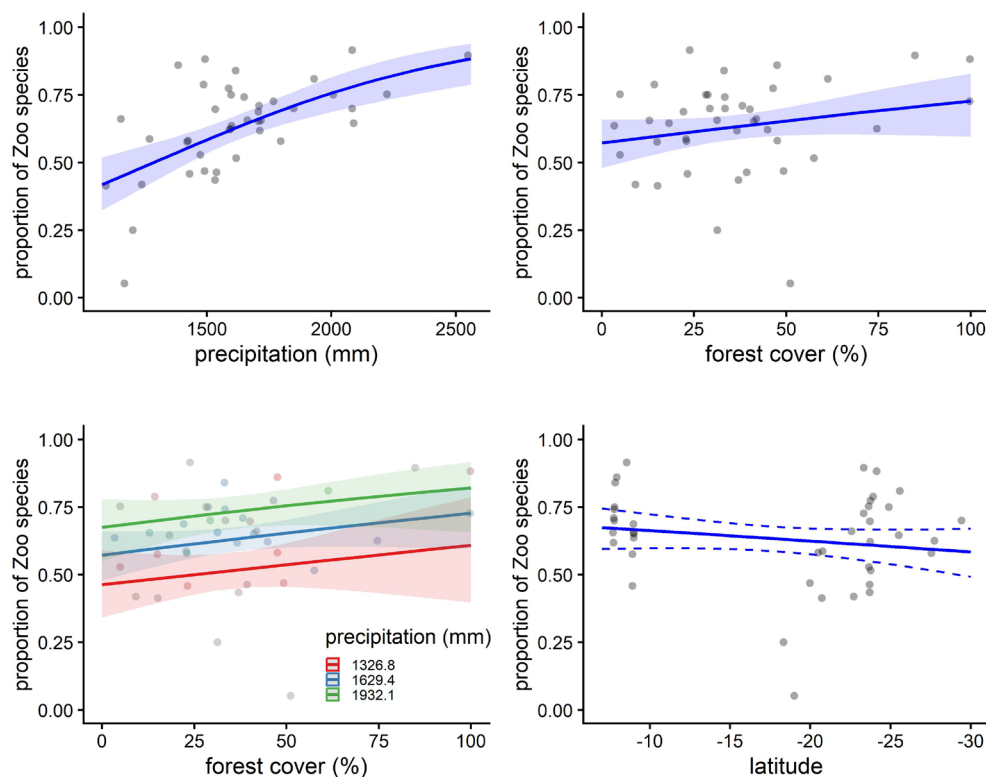 proportion of Zoo species
1.00
0.75
0.50
0.25
0.00
1500 2000 2500
precipitation (mm)
proportion of Zoo species
1.00
0.75
0.50
0.25
0.00
0 25 50 75 100
forest cover (%)
proportion of Zoo species
1.00
0.75
0.50
0.25
0.00
precipitation (mm)
1326.8
1629.4
1932.1
0 25 50 75 100
forest cover (%)
proportion of Zoo species
1.00
0.75
0.50
0.25
0.00
-10 -15 -20 -25 -30
latitude